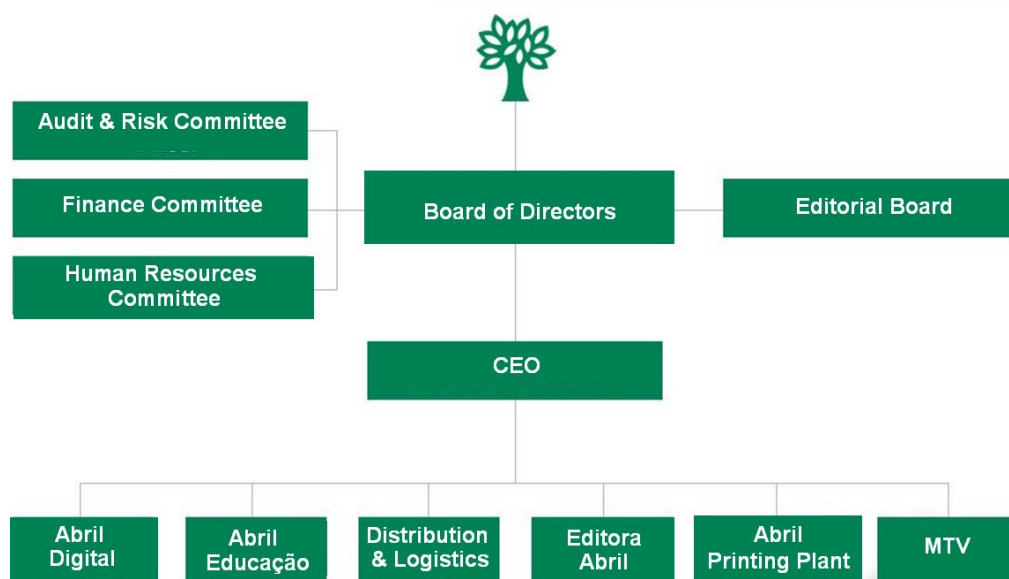 Audit & Risk Committee
Finance Committee
Human Resources
Committee
Board of Directors
Editorial Board
CEO
Abril
Digital
Abril
Educação
Distribution
& Logistics
Editora
Abril
Abril
Printing Plant
MTV